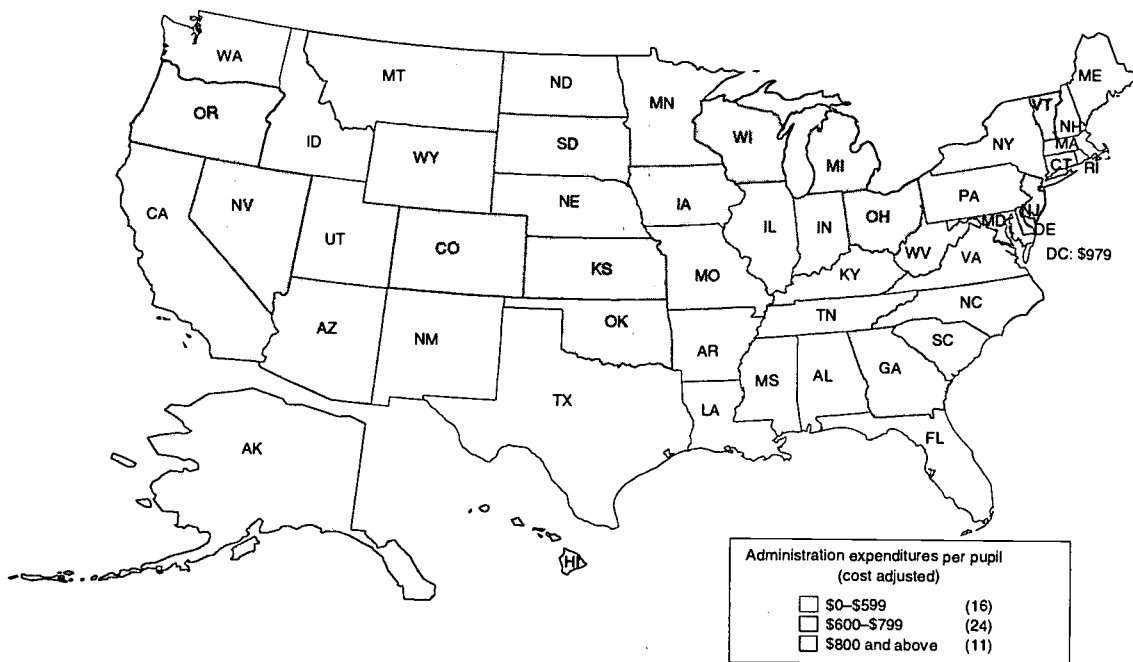 WA
MT
ND
MN
ME
OR
ID
WY
SD
WI
MI
NY
VT
NH
MA
CT
RI
CA
NV
UT
CO
NE
IA
IL
IN
OH
PA
NJ
MD
DE
DC: $979
KS
MO
KY
WV
VA
AZ
NM
OK
AR
TN
NC
SC
TX
LA
MS
AL
GA
FL
AK
HI
Administration expenditures per pupil
(cost adjusted)
$0–$599 (16)
$600–$799 (24)
$800 and above (11)